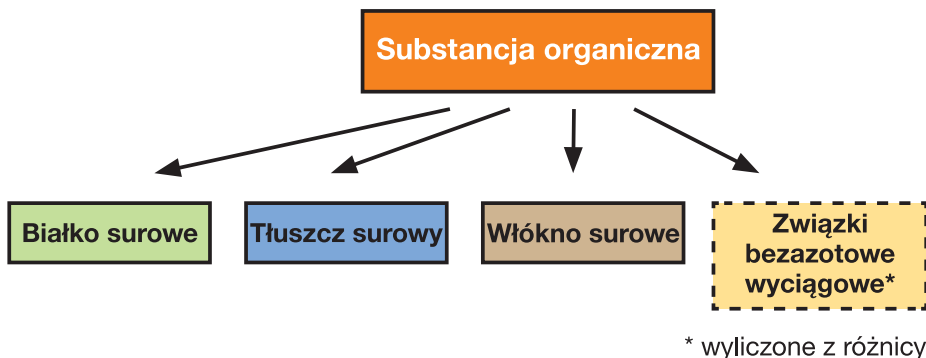 Substancja organiczna
Białko surowe
Tłuszcz surowy
Włókno surowe
Związki
bezazotowe
wyciągowe*
* wyliczone z różnicy